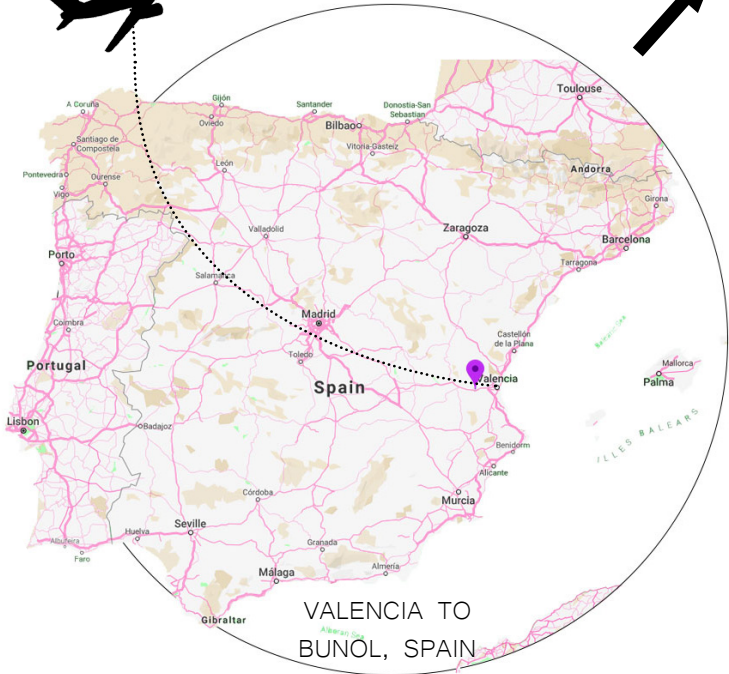 Toulouse
A Coruña
Gijón
Santander
Donostia-San
Sebastian
Oviedo
Bilbao
Santiago de
Compostela
Vitoria-Gasteiz
León
Andorra
Pontevedra
Ourense
Vigo
Girona
Valladolid
Zaragoza
Barcelona
Porto
Tarragona
Salamanca
Madrid
Coimbra
Castellón
de la Plana
Toledo
Mallorca
Portugal
Spain
Valencia
Palma
Lisbon
Badajoz
ILLES BALEARS
Benidorm
Alicante
Córdoba
Murcia
Seville
Huelva
Albufeira
Granada
Faro
Almería
Málaga
Gibraltar
Alboran Sea
VALENCIA TO
BUNOL, SPAIN